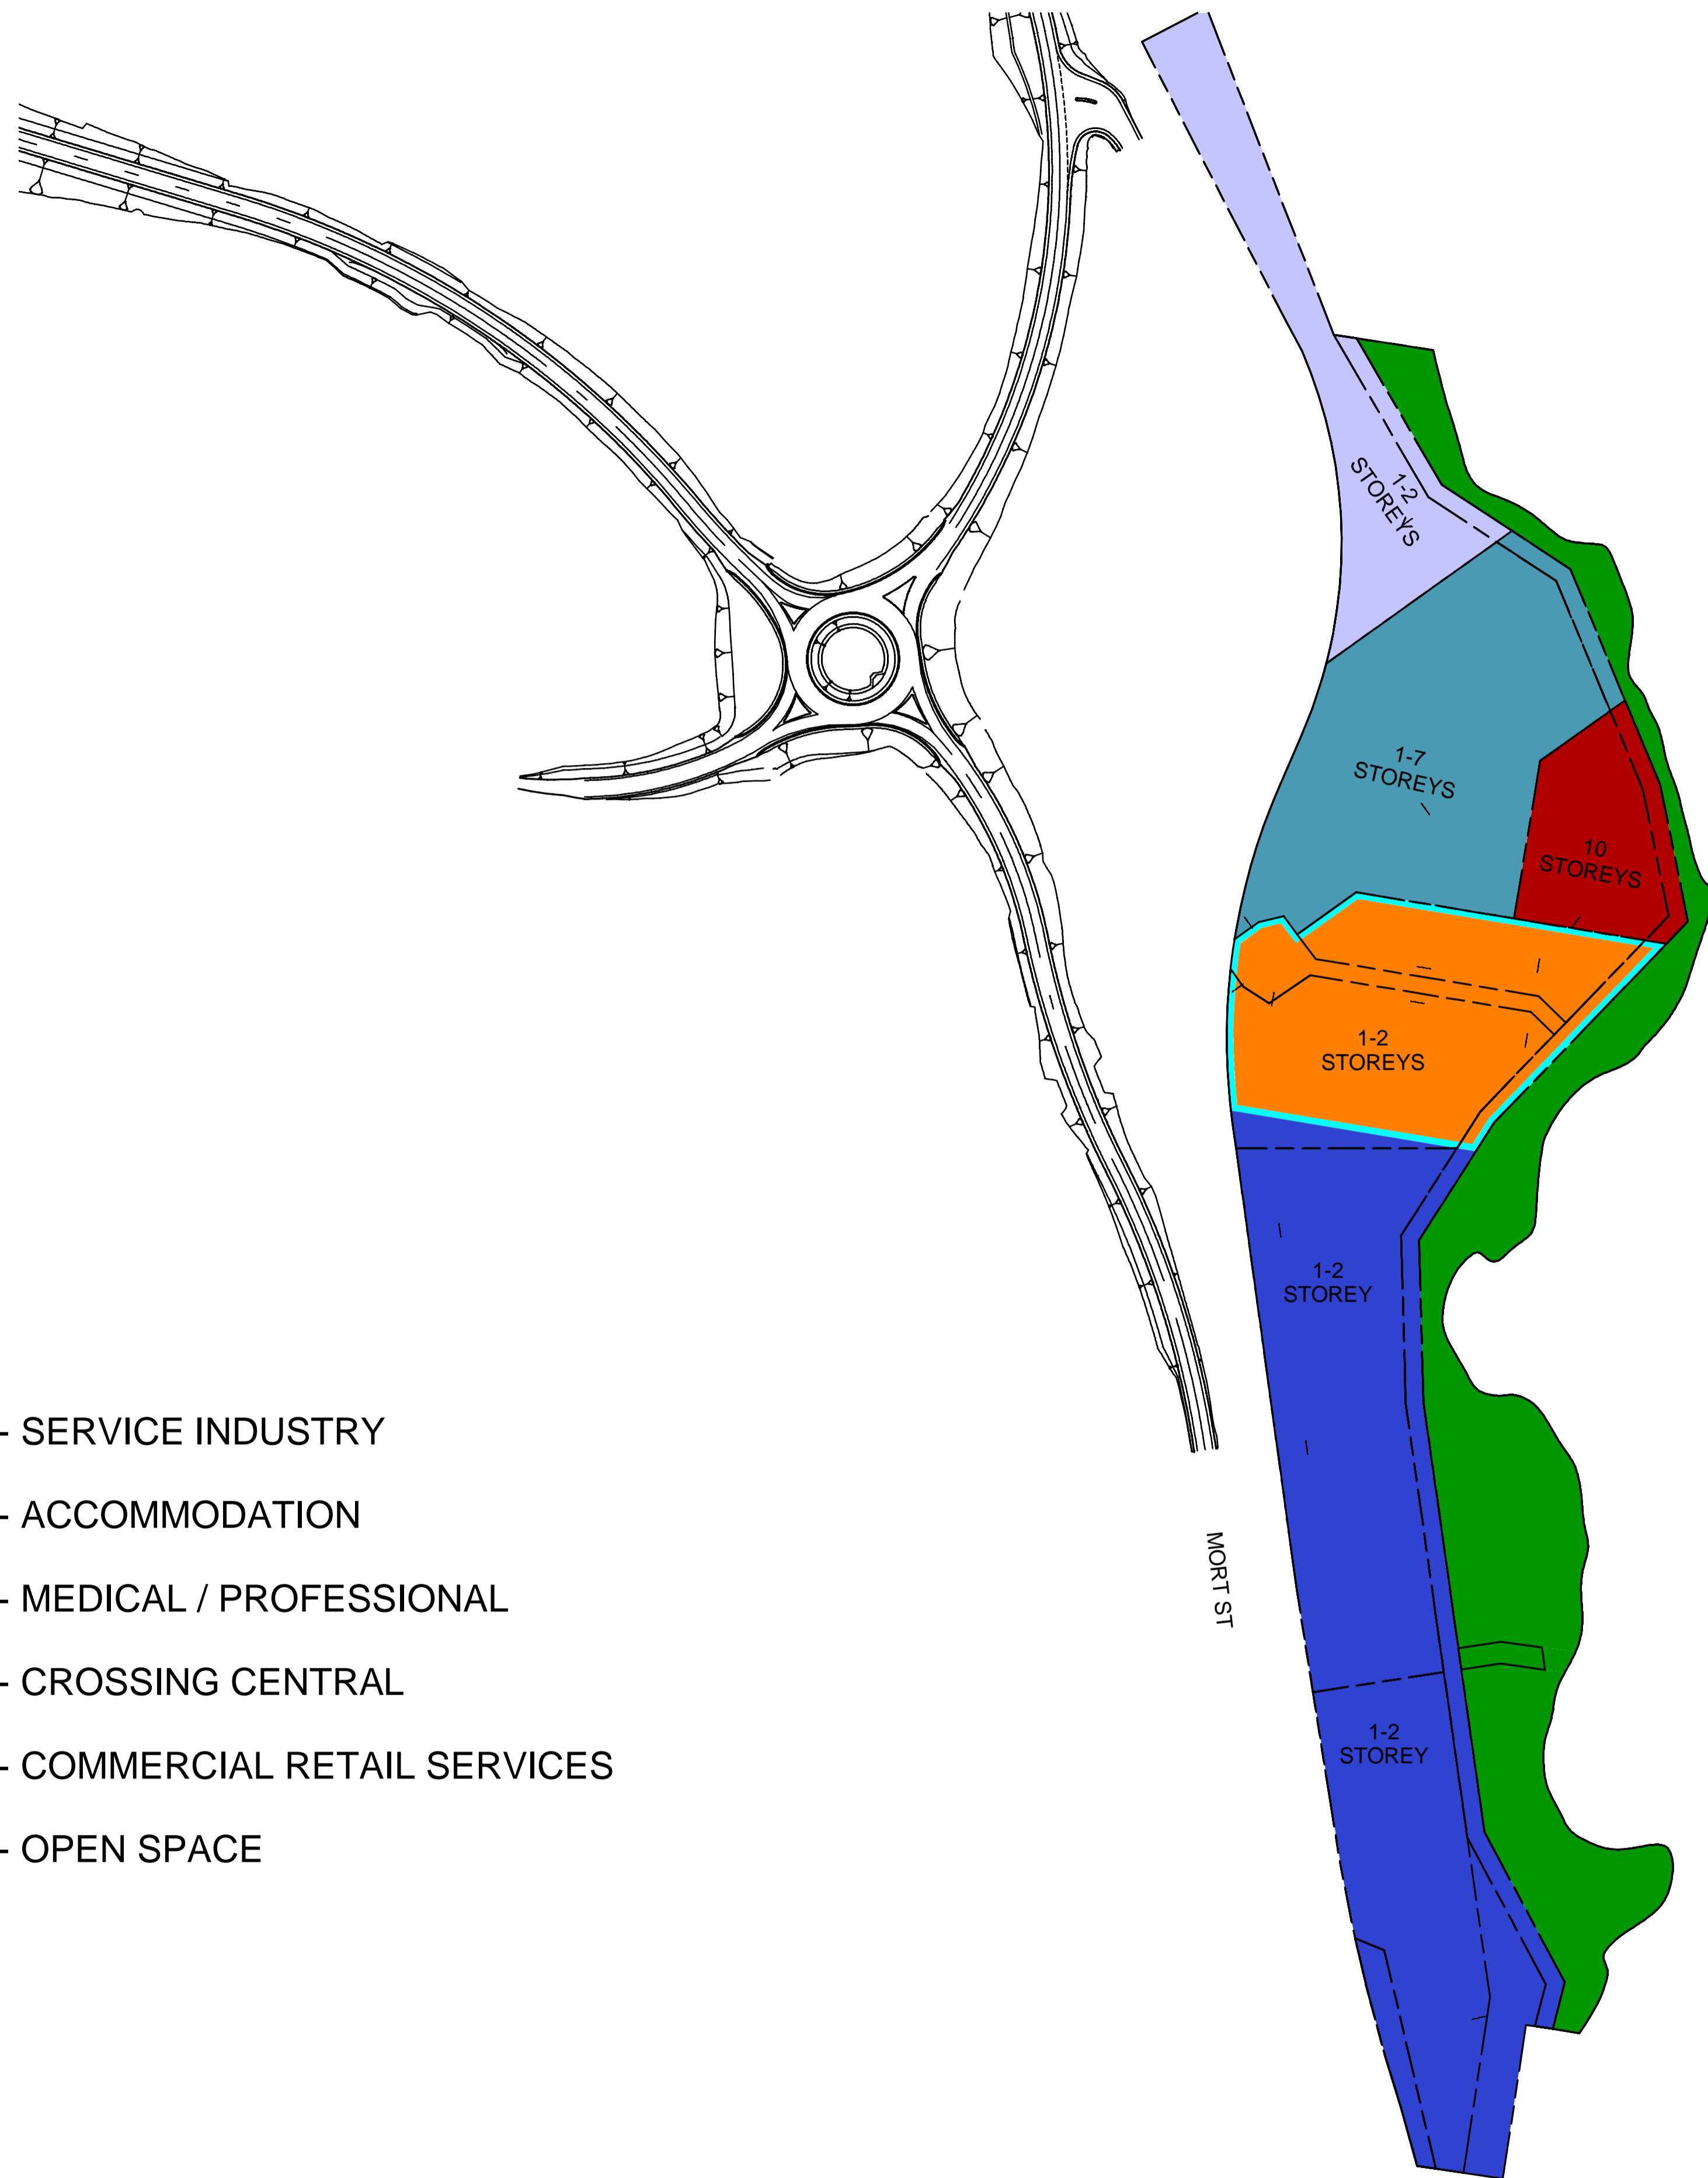 1-2
STOREYS
1-7
STOREYS
10
STOREYS
1-2
STOREYS
1-2
STOREY
- SERVICE INDUSTRY
- ACCOMMODATION
MORT ST
- MEDICAL / PROFESSIONAL
- CROSSING CENTRAL
1-2
STOREY
- COMMERCIAL RETAIL SERVICES
- OPEN SPACE